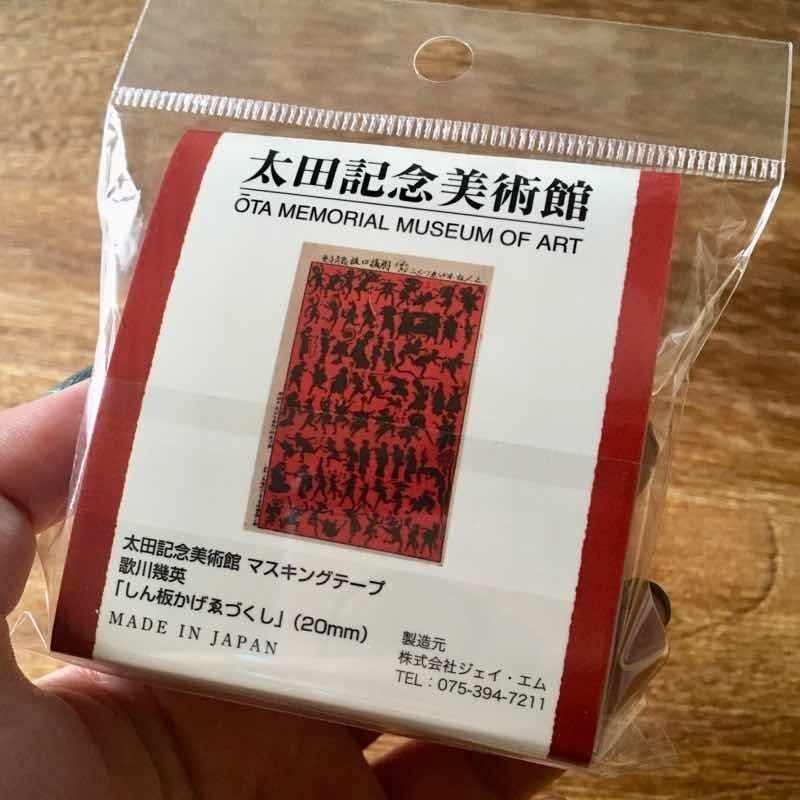 太田記念美術館
ŌTA MEMORIAL MUSEUM OF ART
太田記念美術館 マスキングテープ
歌川幾英
「しん板かげゑづくし」(20mm)
MADE IN JAPAN
製造元
株式会社ジェイ・エム
TEL:075-394-7211